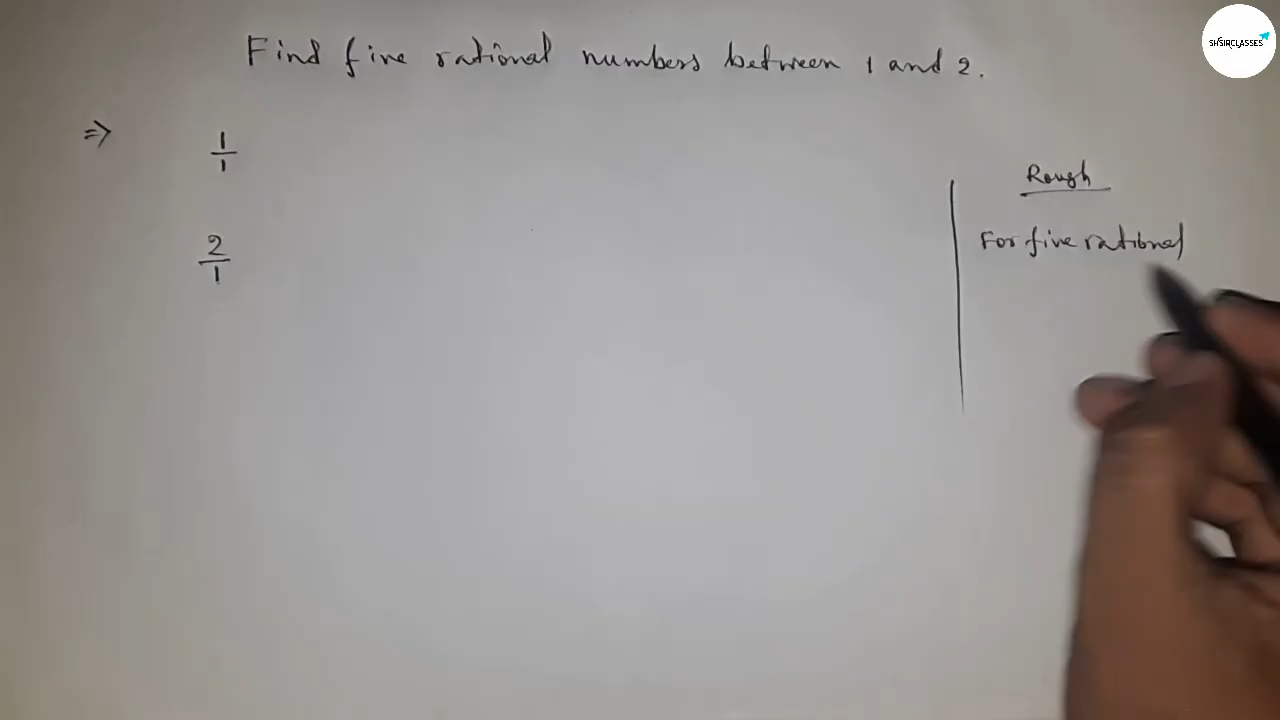 Find five rational numbers between 1 and 2.
⇒ 1/1
2/1
Rough
For five rational
SHSIRCLASSES